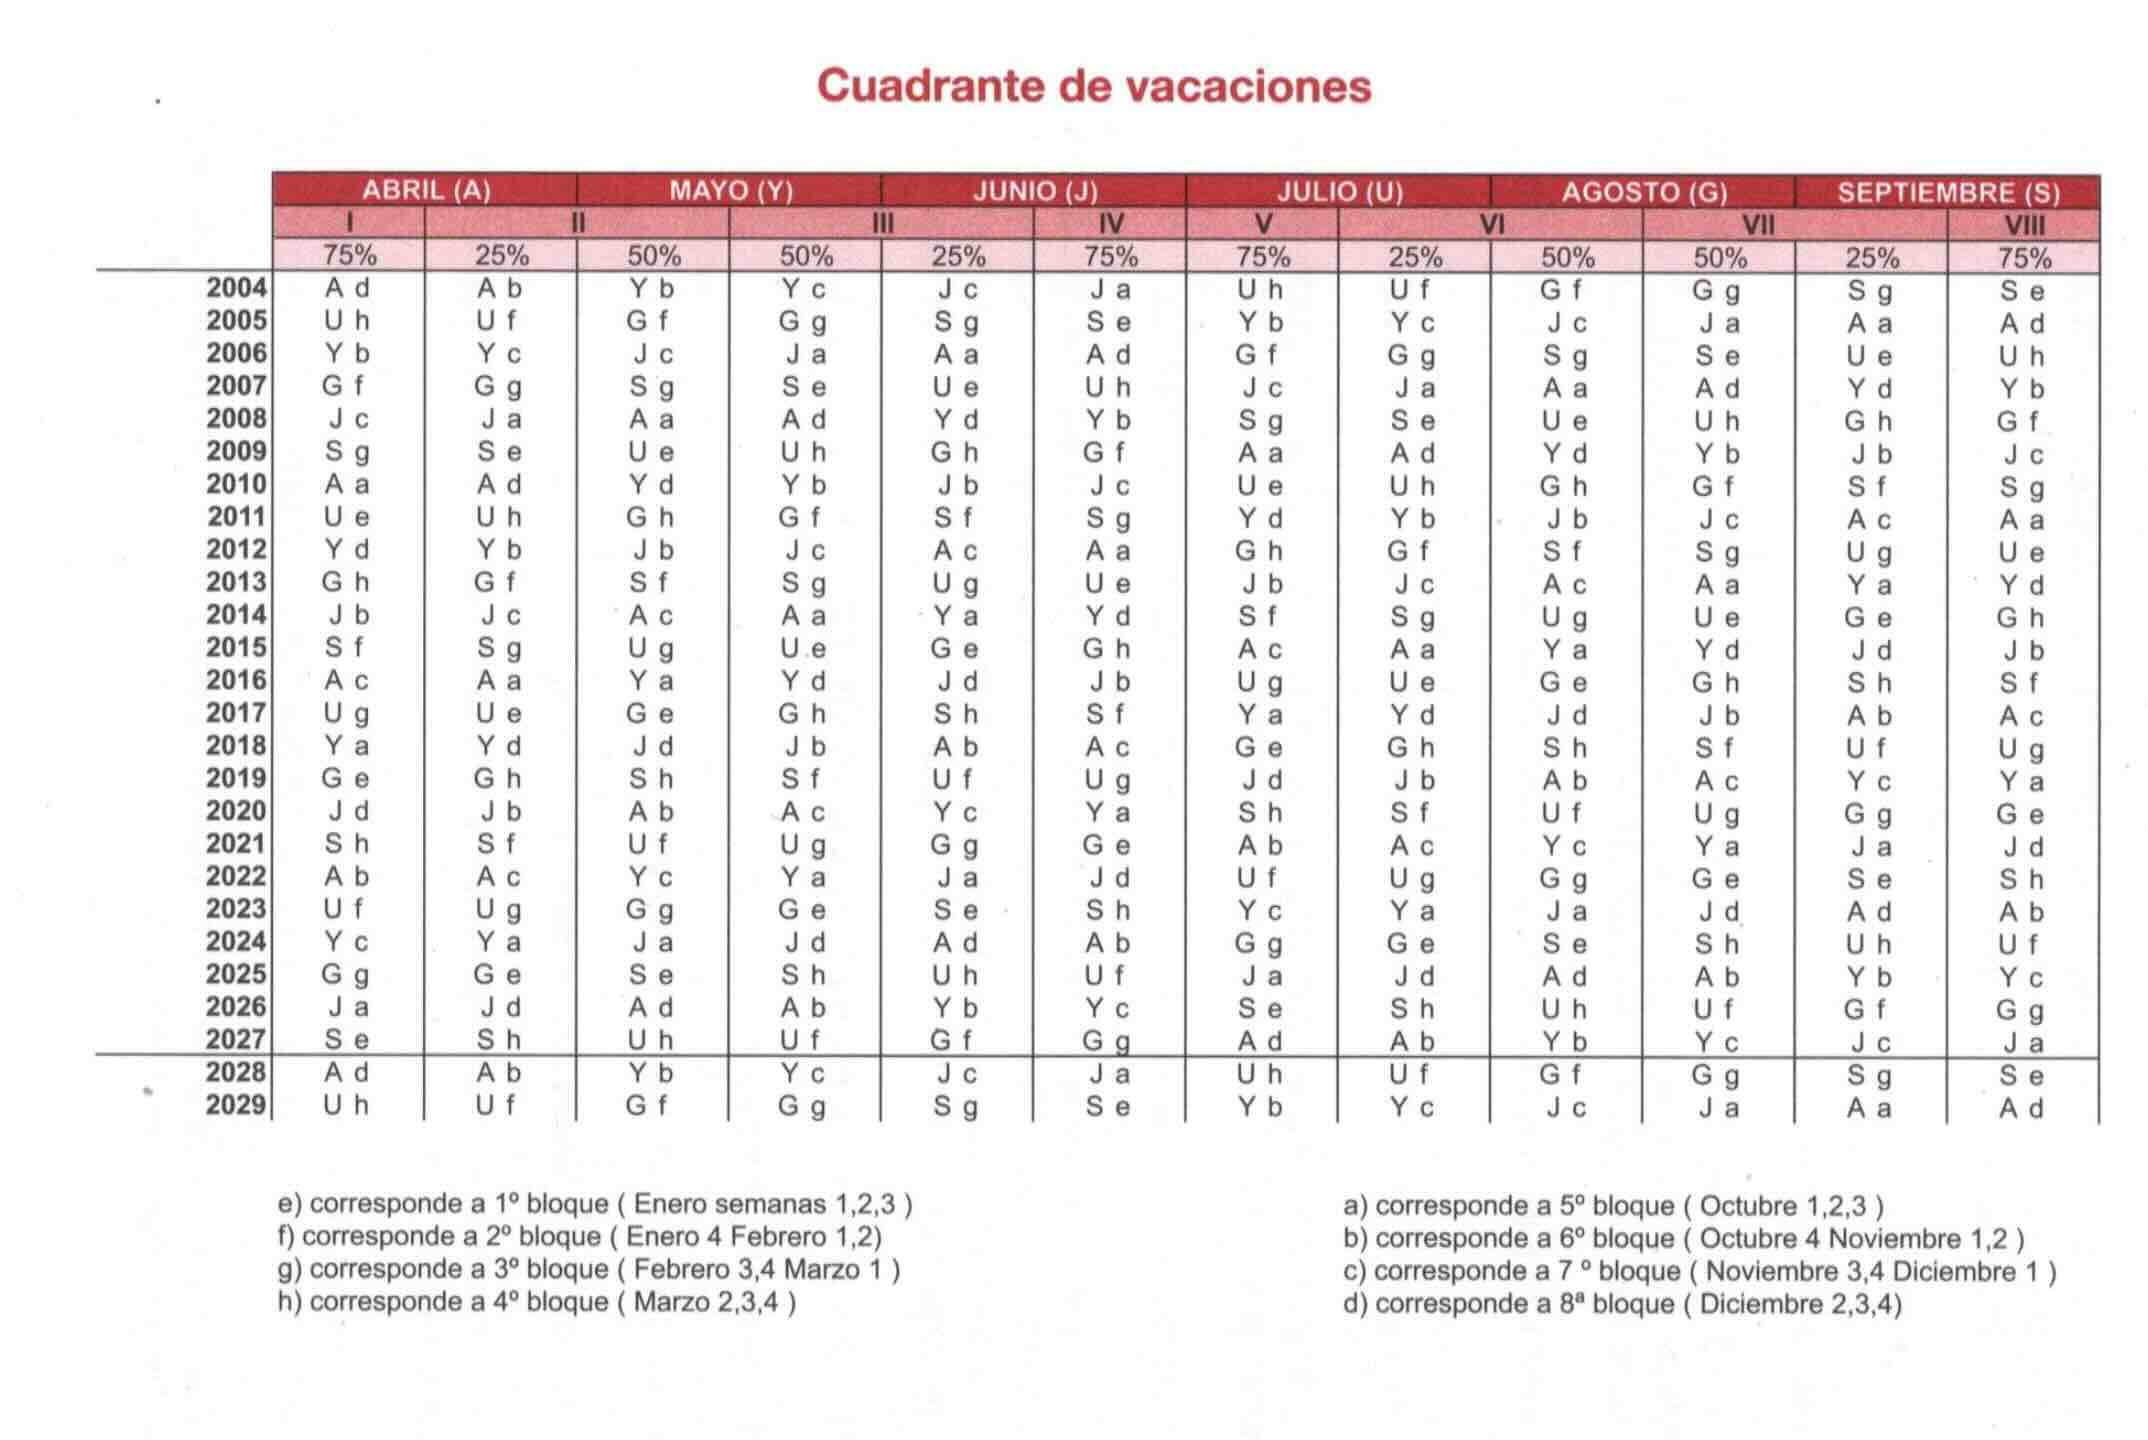 Cuadrante de vacaciones
ABRIL (A) MAYO (Y) JUNIO (J) JULIO (U) AGOSTO (G) SEPTIEMBRE (S)
I II III IV V VI VII VIII
75% 25% 50% 50% 25% 75% 75% 25% 50% 50% 25% 75%
2004 A d A b Y b Y c J c J a U h U f G f G g S g S e
2005 U h U f G f G g S g S e Y b Y c J c J a A a A d
2006 Y b Y c J c J a A a A d G f G g S g S e U e U h
2007 G f G g S g S e U e U h J c J a A a A d Y d Y b
2008 J c J a A a A d Y d Y b S g S e U e U h G h G f
2009 S g S e U e U h G h G f A a A d Y d Y b J b J c
2010 A a A d Y d Y b J b J c U e U h G h G f S f S g
2011 U e U h G h G f S f S g Y d Y b J b J c A c A a
2012 Y d Y b J b J c A c A a G h G f S f S g U g U e
2013 G h G f S f S g U g U e J b J c A c A a Y a Y d
2014 J b J c A c A a Y a Y d S f S g U g U e G e G h
2015 S f S g U g U e G e G h A c A a Y a Y d J d J b
2016 A c A a Y a Y d J d J b U g U e G e G h S h S f
2017 U g U e G e G h S h S f Y a Y d J d J b A b A c
2018 Y a Y d J d J b A b A c G e G h S h S f U f U g
2019 G e G h S h S f U f U g J d J b A b A c Y c Y a
2020 J d J b A b A c Y c Y a S h S f U f U g G g G e
2021 S h S f U f U g G g G e A b A c Y c Y a J a J d
2022 A b A c Y c Y a J a J d U f U g G g G e S e S h
2023 U f U g G g G e S e S h Y c Y a J a J d A d A b
2024 Y c Y a J a J d A d A b G g G e S e S h U h U f
2025 G g G e S e S h U h U f J a J d A d A b Y b Y c
2026 J a J d A d A b Y b Y c S e S h U h U f G f G g
2027 S e S h U h U f G f G g A d A b Y b Y c J c J a
2028 A d A b Y b Y c J c J a U h U f G f G g S g S e
2029 U h U f G f G g S g S e Y b Y c J c J a A a A d
e) corresponde a 1º bloque ( Enero semanas 1,2,3 )
f) corresponde a 2º bloque ( Enero 4 Febrero 1,2)
g) corresponde a 3º bloque ( Febrero 3,4 Marzo 1 )
h) corresponde a 4º bloque ( Marzo 2,3,4 )
a) corresponde a 5º bloque ( Octubre 1,2,3 )
b) corresponde a 6º bloque ( Octubre 4 Noviembre 1,2 )
c) corresponde a 7 º bloque ( Noviembre 3,4 Diciembre 1 )
d) corresponde a 8ª bloque ( Diciembre 2,3,4)